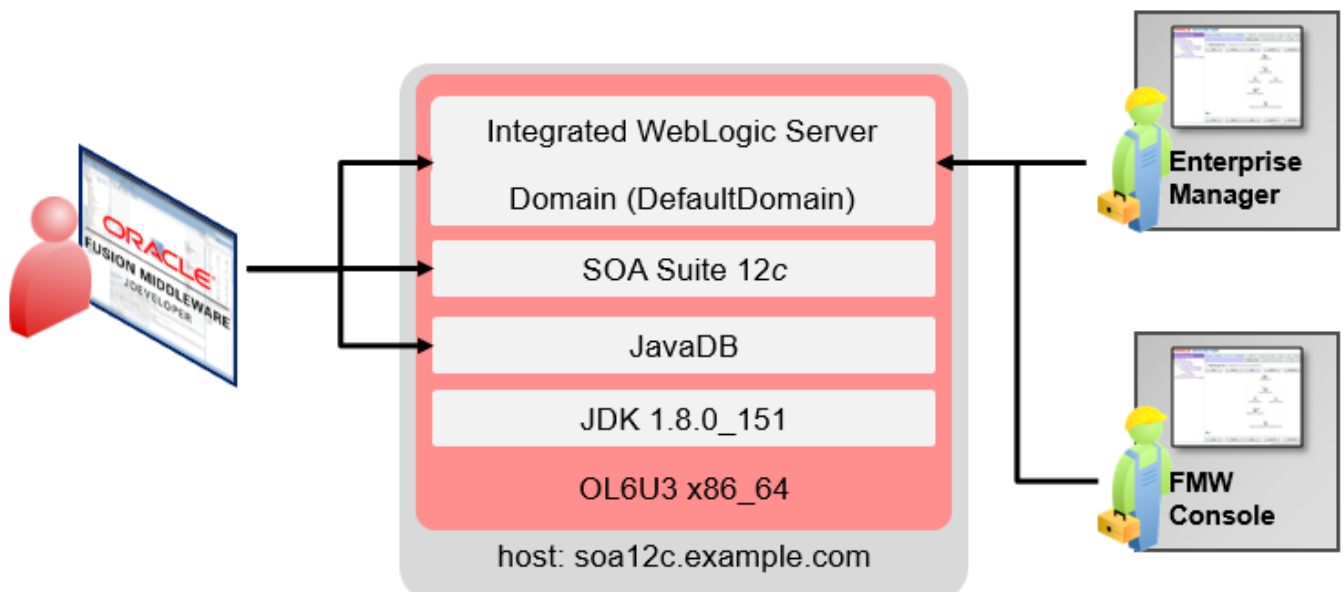 Integrated WebLogic Server
Domain (DefaultDomain)
SOA Suite 12c
JavaDB
JDK 1.8.0_151
OL6U3 x86_64
host: soa12c.example.com
ORACLE
FUSION MIDDLEWARE
JDEVELOPER
Enterprise
Manager
FMW
Console